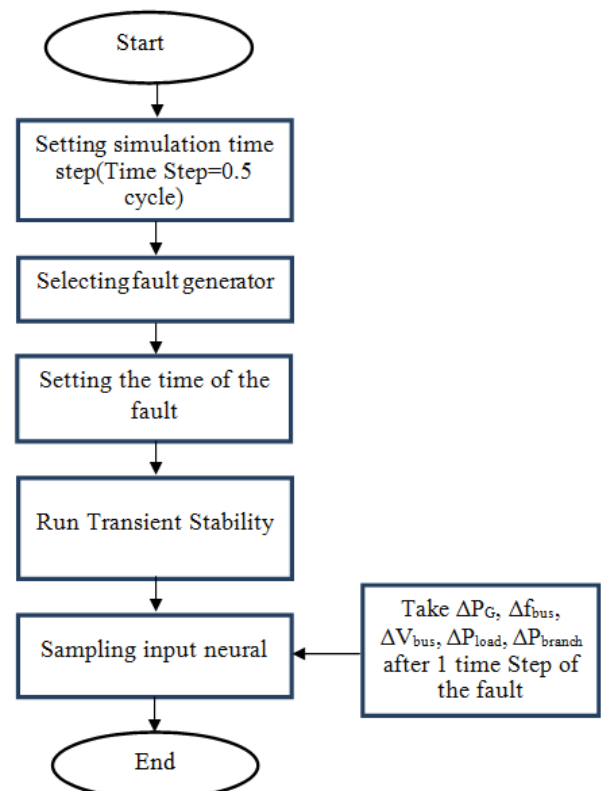 Start
Setting simulation time
step(Time Step=0.5
cycle)
Selecting fault generator
Setting the time of the
fault
Run Transient Stability
Sampling input neural
Take ΔPG, Δfbus,
ΔVbus, ΔPload, ΔPbranch
after 1 time Step of
the fault
End